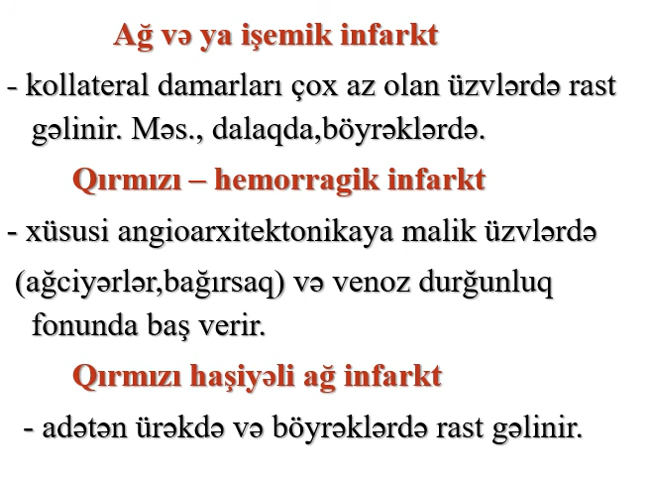 Ağ və ya işemik infarkt
- kollateral damarları çox az olan üzvlərdə rast
gəlinir. Məs., dalaqda,böyrəklərdə.
Qırmızı – hemorragik infarkt
- xüsusi angioarxitektonikaya malik üzvlərdə
(ağciyərlər,bağırsaq) və venoz durğunluq
fonunda baş verir.
Qırmızı haşiyəli ağ infarkt
- adətən ürəkdə və böyrəklərdə rast gəlinir.